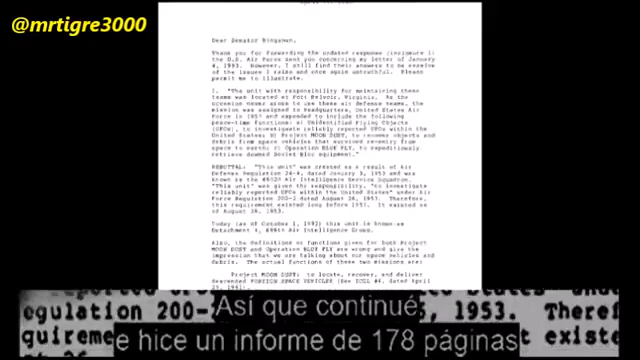 @mrtigre3000
Dear Senator Bingaman,
Thank you for forwarding the updated response (enclosure 1)
the U.S. Air Force sent you concerning my letter of January
4, 1993. However, I still find their answers to be evasive
of the issues I raise and once again untruthful. Please
permit me to illustrate.
1. "The unit with responsibility for maintaining these
teams was located at Fort Belvoir, Virginia. As the
occasion never arose to use these air defense teams, the
mission was assigned to Headquarters, United States Air
Force in 1957 and expanded to include the following
peace-time functions: a) Unidentified Flying Objects
(UFOs), to investigate reliably reported UFOs within the
United States; b) Project MOON DUST, to recover objects and
debris from space vehicles that survived re-entry from
space to earth; c) Operation BLUE FLY, to expeditiously
retrieve downed Soviet Bloc equipment."
REBUTTAL: "This unit" was created as a result of Air
Defense Regulation 24-4, dated January 3, 1953 and was
known as the 4602D Air Intelligence Service Squadron.
"This unit" was given the responsibility, "to investigate
reliably reported UFOs within the United States" under Air
Force Regulation 200-2 dated August 26, 1953. Therefore,
this requirement existed long before 1957. It existed as
of August 26, 1953.
Today (as of October 1, 1992) this unit is known as
Detachment 4, 696th Air Intelligence Group.
Also, the definitions or functions given for both Project
MOON DUST and Operation BLUE FLY are wrong and give the
impression that we are talking about our space vehicles and
debris. The actual functions of these two missions are:
Project MOON DUST: to locate, recover, and deliver
descended FOREIGN SPACE VEHICLES
egulation 200- , 1953. Theref
quireme t existe
Así que continué,
e hice un informe de 178 páginas